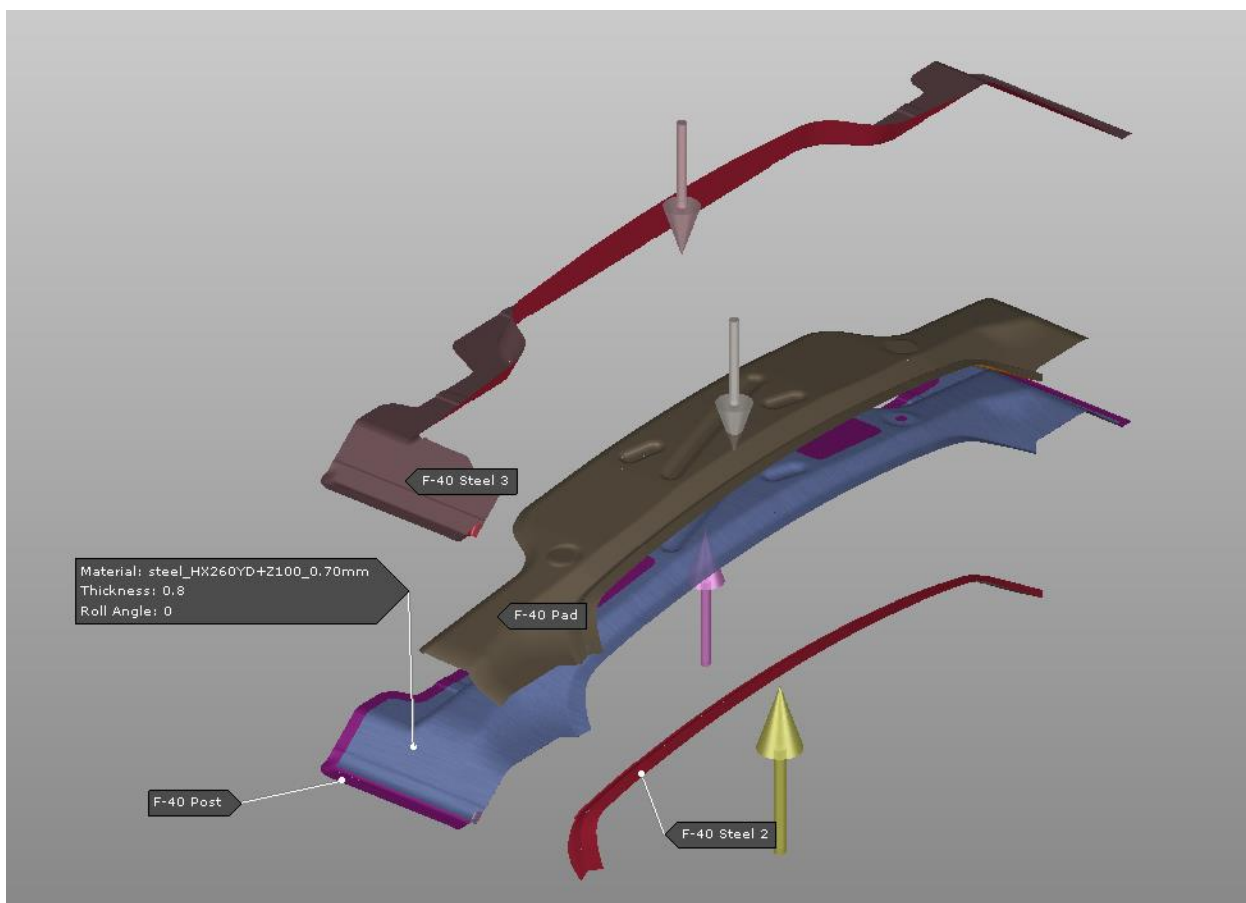 F-40 Steel 3
Material: steel_HX260YD+Z100_0.70mm
Thickness: 0.8
Roll Angle: 0
F-40 Pad
F-40 Post
F-40 Steel 2